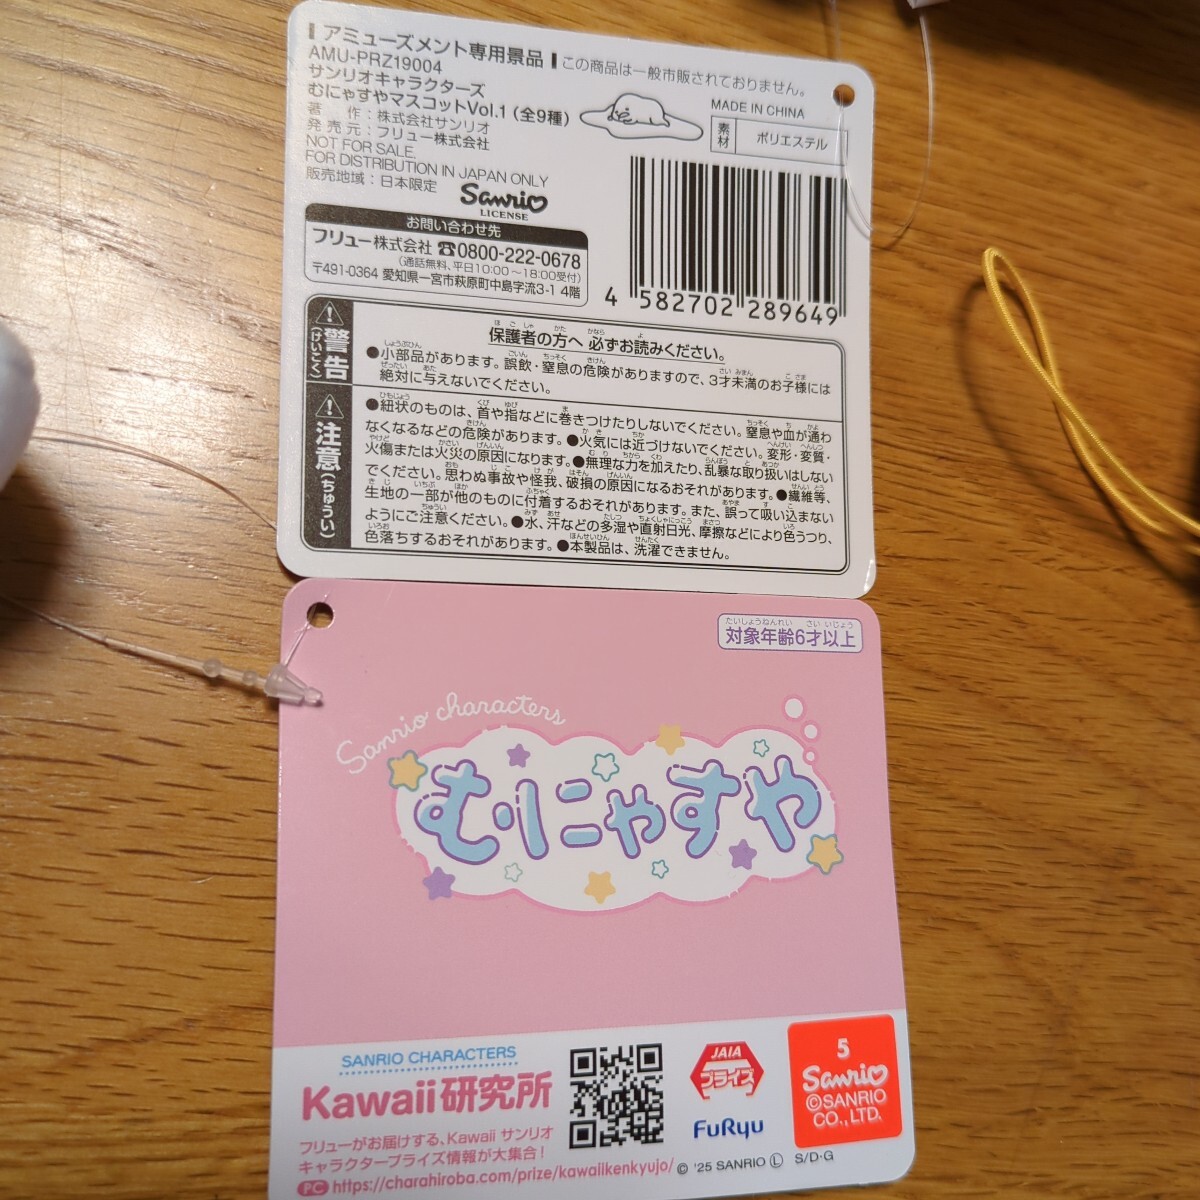 アミューズメント専用景品 この商品は一般市販されておりません。
AMU-PRZ19004
サンリオキャラクターズ
むにゃすやマスコットVol.1 (全9種)
著　作：株式会社サンリオ
発 売 元：フリュー株式会社
NOT FOR SALE
FOR DISTRIBUTION IN JAPAN ONLY
販売地域：日本限定
Sanrio
LICENSE
MADE IN CHINA
素材 ポリエステル
4 582702 289649
お問い合わせ先
フリュー株式会社 ☎0800-222-0678
(通話無料、平日10:00～18:00受付)
〒491-0364 愛知県一宮市萩原町中島字流3-1 4階
警告
(けいこく)
保護者の方へ 必ずお読みください。
●小部品があります。誤飲・窒息の危険がありますので、3才未満のお子様には
絶対に与えないでください。
注意
(ちゅうい)
●紐状のものは、首や指などに巻きつけたりしないでください。窒息や血が通わ
なくなるなどの危険があります。●火気には近づけないでください。変形・変質・
火傷または火災の原因になります。●無理な力を加えたり、乱暴な取り扱いはしない
でください。思わぬ事故や怪我、破損の原因になるおそれがあります。●繊維等、
生地の一部が他のものに付着するおそれがあります。また、誤って吸い込まない
ようにご注意ください。●水、汗などの多湿や直射日光、摩擦などにより色うつり、
色落ちするおそれがあります。●本製品は、洗濯できません。
たいしょうねんれい さい いじょう
対象年齢6才以上
Sanrio characters
むにゃすや
SANRIO CHARACTERS
Kawaii研究所
フリューがお届けする、Kawaii サンリオ
キャラクタープライズ情報が大集合！
PC https://charahiroba.com/prize/kawaiikenkyujo/
JAIA
プライズ
FuRyu
5
Sanrio
©SANRIO
CO.,LTD.
© '25 SANRIO Ⓛ S/D・G